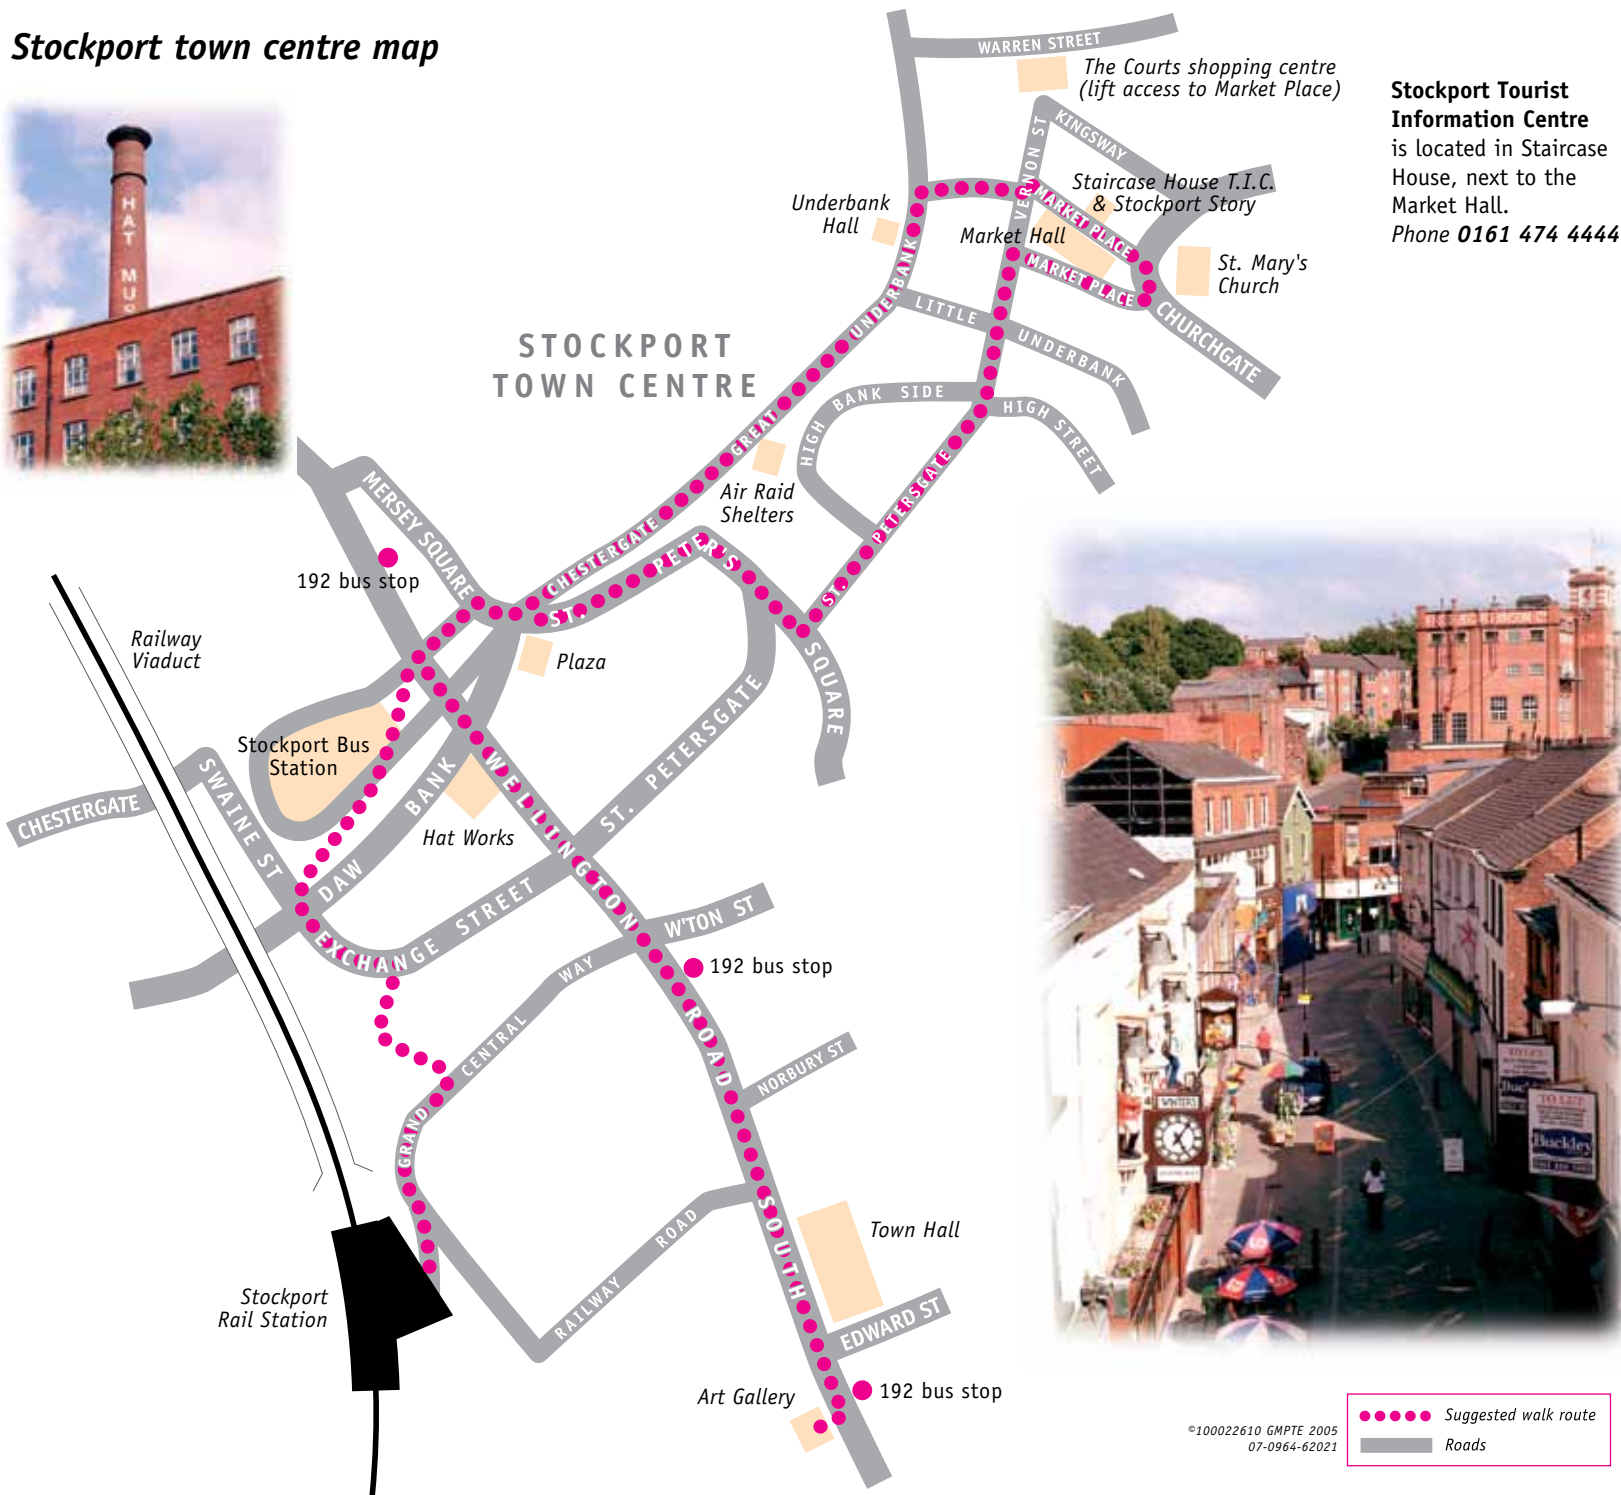 Stockport town centre map
HAT MUS
WARREN STREET
The Courts shopping centre
(lift access to Market Place)
Stockport Tourist
Information Centre
is located in Staircase
House, next to the
Market Hall.
Phone 0161 474 4444
KINGSWAY
VERNON ST
Staircase House T.I.C.
& Stockport Story
MARKET PLACE
Underbank
Hall
Market Hall
MARKET PLACE
St. Mary's
Church
CHURCHGATE
LITTLE UNDERBANK
GREAT UNDERBANK
STOCKPORT
TOWN CENTRE
HIGH BANK SIDE
HIGH STREET
Air Raid
Shelters
ST. PETERSGATE
MERSEY SQUARE
CHESTERGATE
ST. PETER'S SQUARE
192 bus stop
Railway
Viaduct
Plaza
Stockport Bus
Station
SWAINE ST
CHESTERGATE
DAW BANK
Hat Works
ST. PETERSGATE
EXCHANGE STREET
WELLINGTON ROAD SOUTH
W'TON ST
192 bus stop
GRAND CENTRAL WAY
NORBURY ST
WINTERS
TO LET
TO LET
Buckley
Stockport
Rail Station
RAILWAY ROAD
Town Hall
EDWARD ST
Art Gallery
192 bus stop
©100022610 GMPTE 2005
07-0964-62021
Suggested walk route
Roads